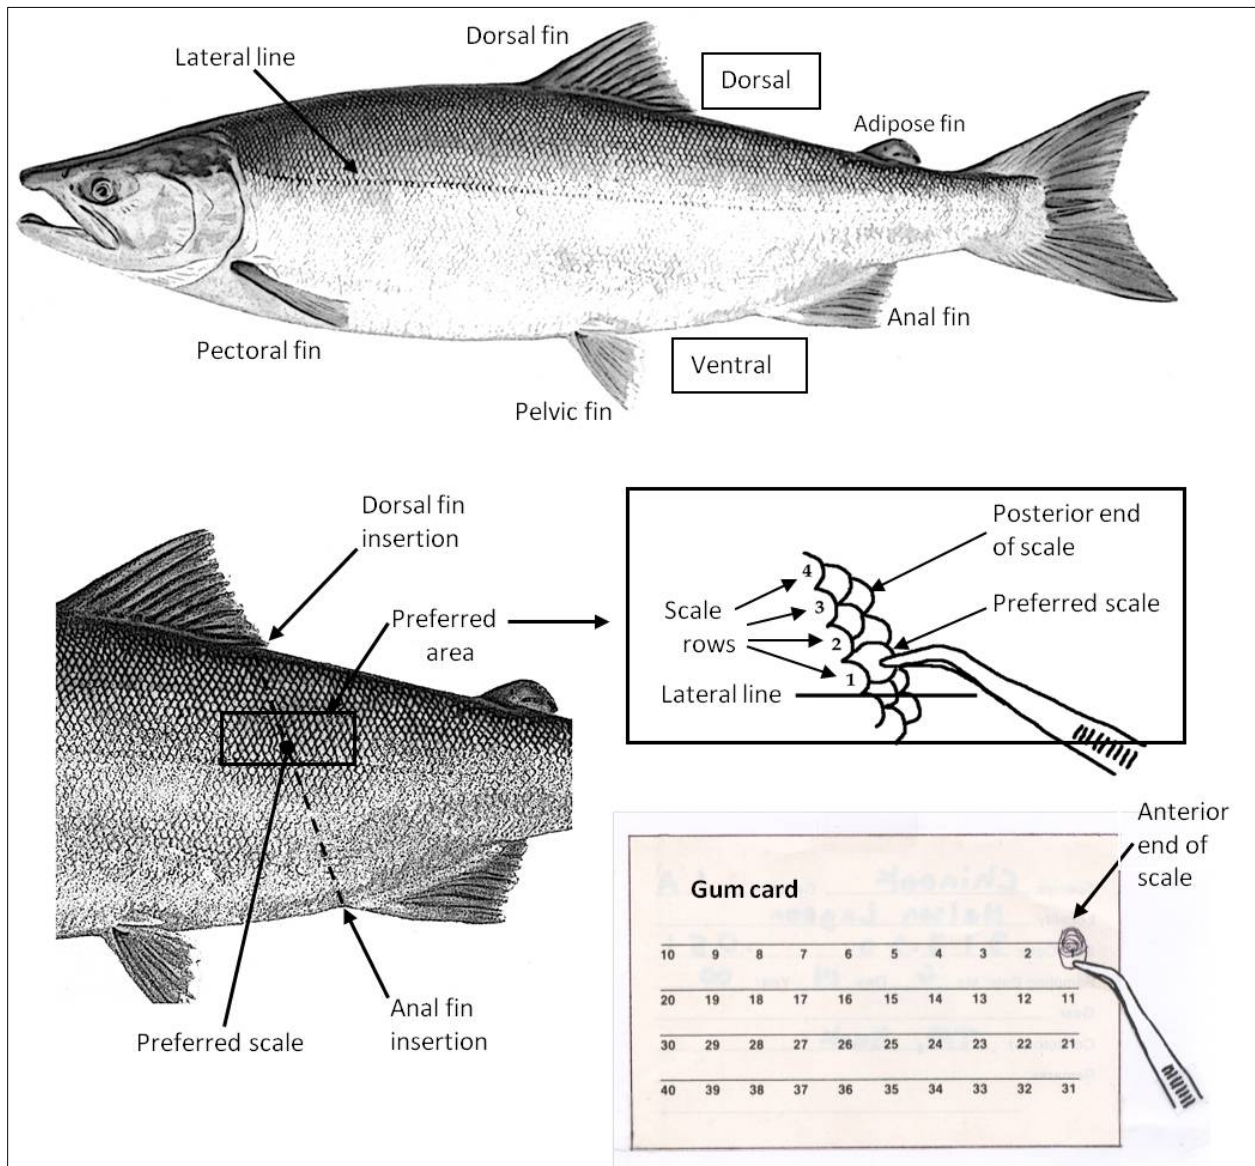 Dorsal fin
Lateral line
Dorsal
Adipose fin
Anal fin
Pectoral fin
Ventral
Pelvic fin
Dorsal fin
insertion
Preferred
area
Preferred scale
Anal fin
insertion
Posterior end
of scale
Preferred scale
Scale
rows
4
3
2
1
Lateral line
Anterior
end of
scale
Gum card
10 9 8 7 6 5 4 3 2
20 19 18 17 16 15 14 13 12 11
30 29 28 27 26 25 24 23 22 21
40 39 38 37 36 35 34 33 32 31